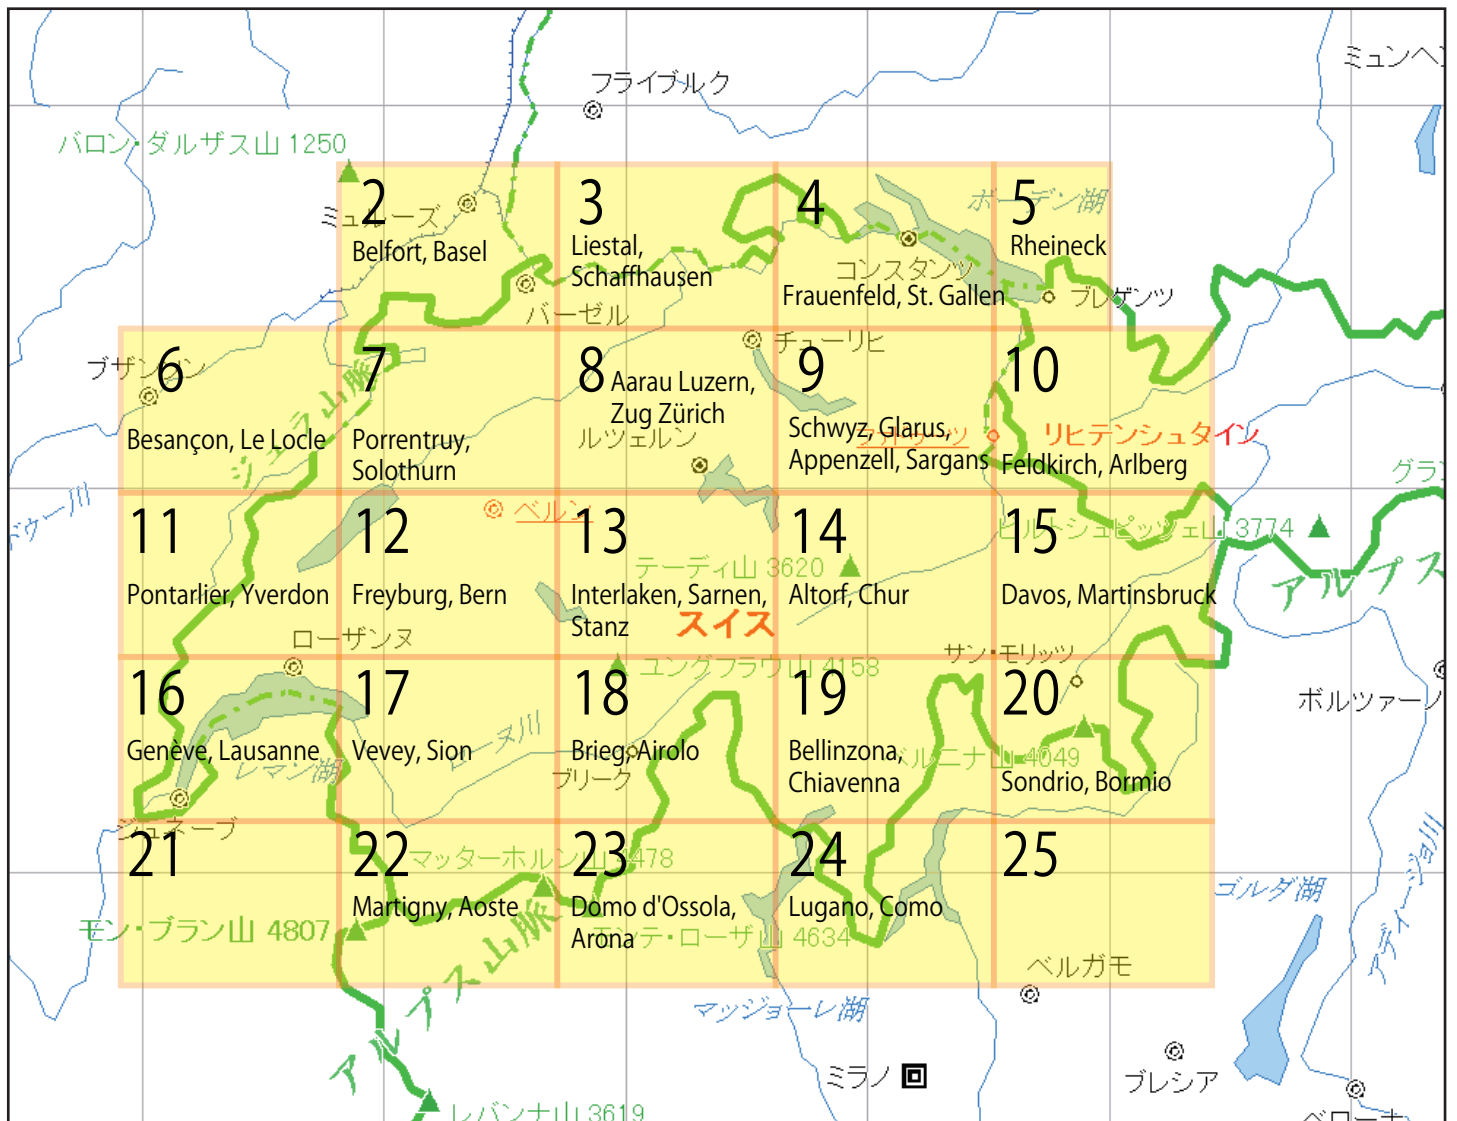 ミュンヘン
フライブルク
バロン・ダルザス山 1250
2
3
4
5
ボーデン湖
ミュルーズ
Belfort, Basel
Liestal,
Schaffhausen
Rheineck
コンスタンツ
Frauenfeld, St. Gallen
ブレゲンツ
バーゼル
チューリヒ
ブザンソン
6
7
8
9
10
Aarau Luzern,
Zug Zürich
ジュラ山脈
Besançon, Le Locle
Porrentruy,
Solothurn
ルツェルン
Schwyz, Glarus,
Appenzell, Sargans
ファドゥーツ
リヒテンシュタイン
Feldkirch, Arlberg
グラ
ドゥー川
ベルン
11
12
13
14
15
ピルトシュピッツェ山 3774
テーディ山 3620
アルプス
Pontarlier, Yverdon
Freyburg, Bern
Interlaken, Sarnen,
Stanz
Altorf, Chur
Davos, Martinsbruck
スイス
ローザンヌ
ユングフラウ山 4158
サン・モリッツ
16
17
18
19
20
ボルツァーノ
Genève, Lausanne
Vevey, Sion
Brieg, Airolo
Bellinzona,
Chiavenna
ベルニナ山 4049
Sondrio, Bormio
レマン湖
ローヌ川
ブリーク
ジュネーブ
21
22
23
24
25
マッターホルン山 4478
アディージョ川
ゴルダ湖
Martigny, Aoste
Domo d'Ossola,
Arona
Lugano, Como
モン・ブラン山 4807
モンテ・ローザ山 4634
アルプス山脈
ベルガモ
マッジョーレ湖
ミラノ
ブレシア
レバンナ山 3619
ベローナ